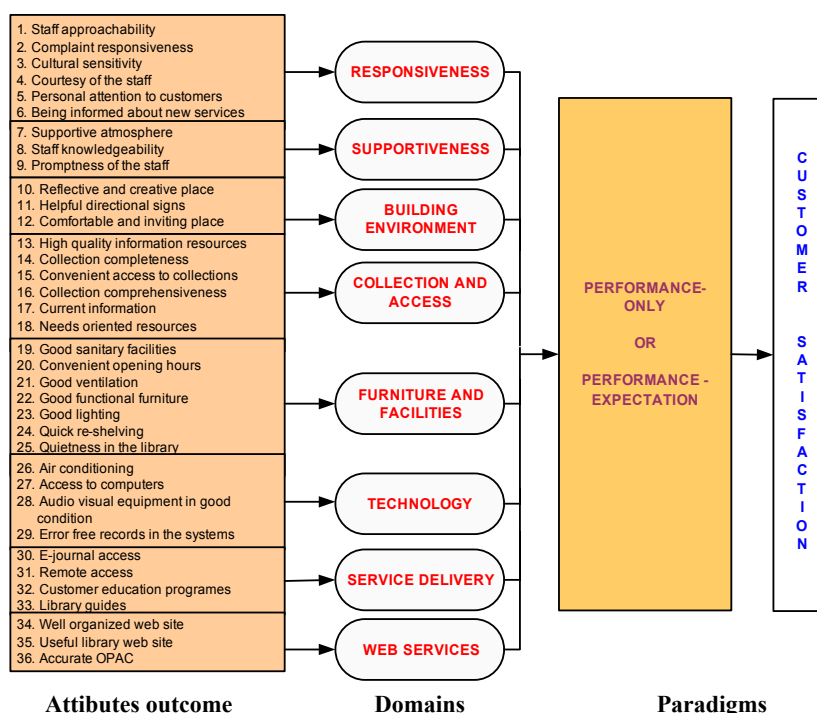 1. Staff approachability
2. Complaint responsiveness
3. Cultural sensitivity
4. Courtesy of the staff
5. Personal attention to customers
6. Being informed about new services
7. Supportive atmosphere
8. Staff knowledgeability
9. Promptness of the staff
10. Reflective and creative place
11. Helpful directional signs
12. Comfortable and inviting place
13. High quality information resources
14. Collection completeness
15. Convenient access to collections
16. Collection comprehensiveness
17. Current information
18. Needs oriented resources
19. Good sanitary facilities
20. Convenient opening hours
21. Good ventilation
22. Good functional furniture
23. Good lighting
24. Quick re-shelving
25. Quietness in the library
26. Air conditioning
27. Access to computers
28. Audio visual equipment in good
condition
29. Error free records in the systems
30. E-journal access
31. Remote access
32. Customer education programes
33. Library guides
34. Well organized web site
35. Useful library web site
36. Accurate OPAC
RESPONSIVENESS
SUPPORTIVENESS
BUILDING
ENVIRONMENT
COLLECTION AND
ACCESS
FURNITURE AND
FACILITIES
TECHNOLOGY
SERVICE DELIVERY
WEB SERVICES
PERFORMANCE-
ONLY
OR
PERFORMANCE -
EXPECTATION
CUSTOMER SATISFACTION
Attibutes outcome
Domains
Paradigms